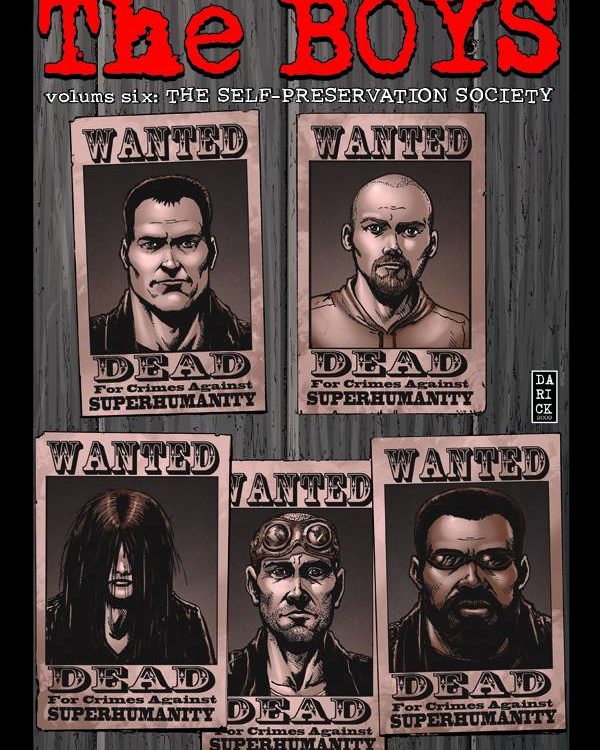 The BOYS
volums six: THE SELF-PRESERVATION SOCIETY
WANTED
DEAD
For Crimes Against
SUPERHUMANITY
WANTED
DEAD
For Crimes Against
SUPERHUMANITY
DA
RI
CK
2009
WANTED
DEAD
For Crimes Against
SUPERHUMANITY
WANTED
DEAD
For Crimes Against
SUPERHUMANITY
WANTED
DEAD
For Crimes Against
SUPERHUMANITY